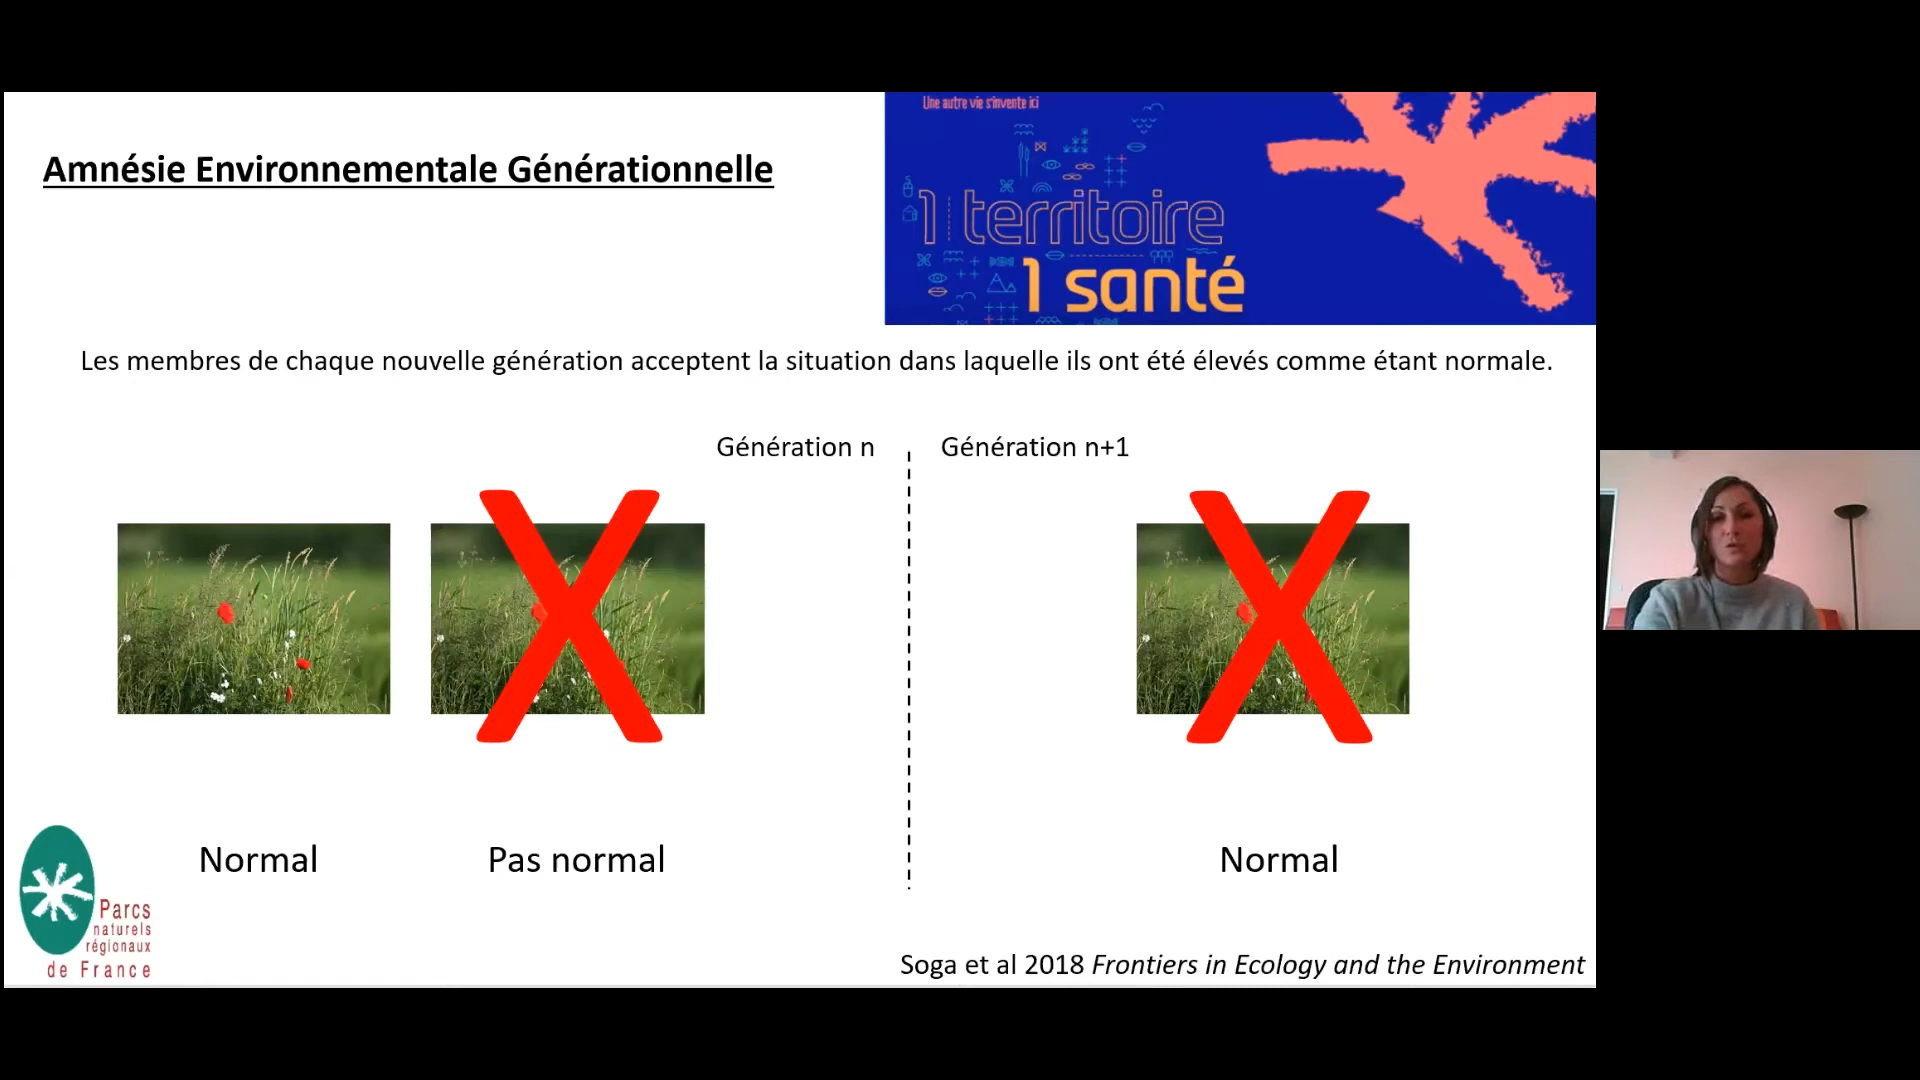 Une autre vie s'invente ici
Amnésie Environnementale Générationnelle
1 territoire
1 santé
Les membres de chaque nouvelle génération acceptent la situation dans laquelle ils ont été élevés comme étant normale.
Génération n
Génération n+1
Normal
Pas normal
Normal
Parcs
naturels
régionaux
de France
Soga et al 2018 Frontiers in Ecology and the Environment